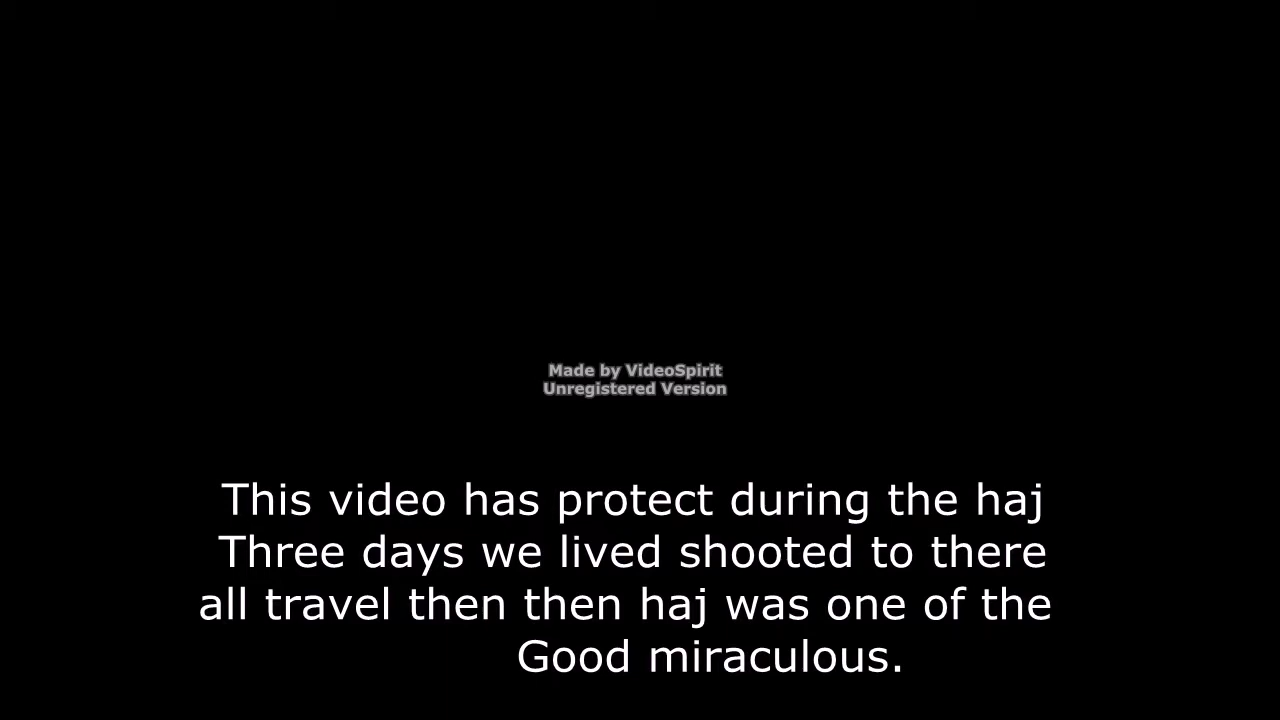 Made by VideoSpirit
Unregistered Version
This video has protect during the haj
Three days we lived shooted to there
all travel then then haj was one of the
Good miraculous.